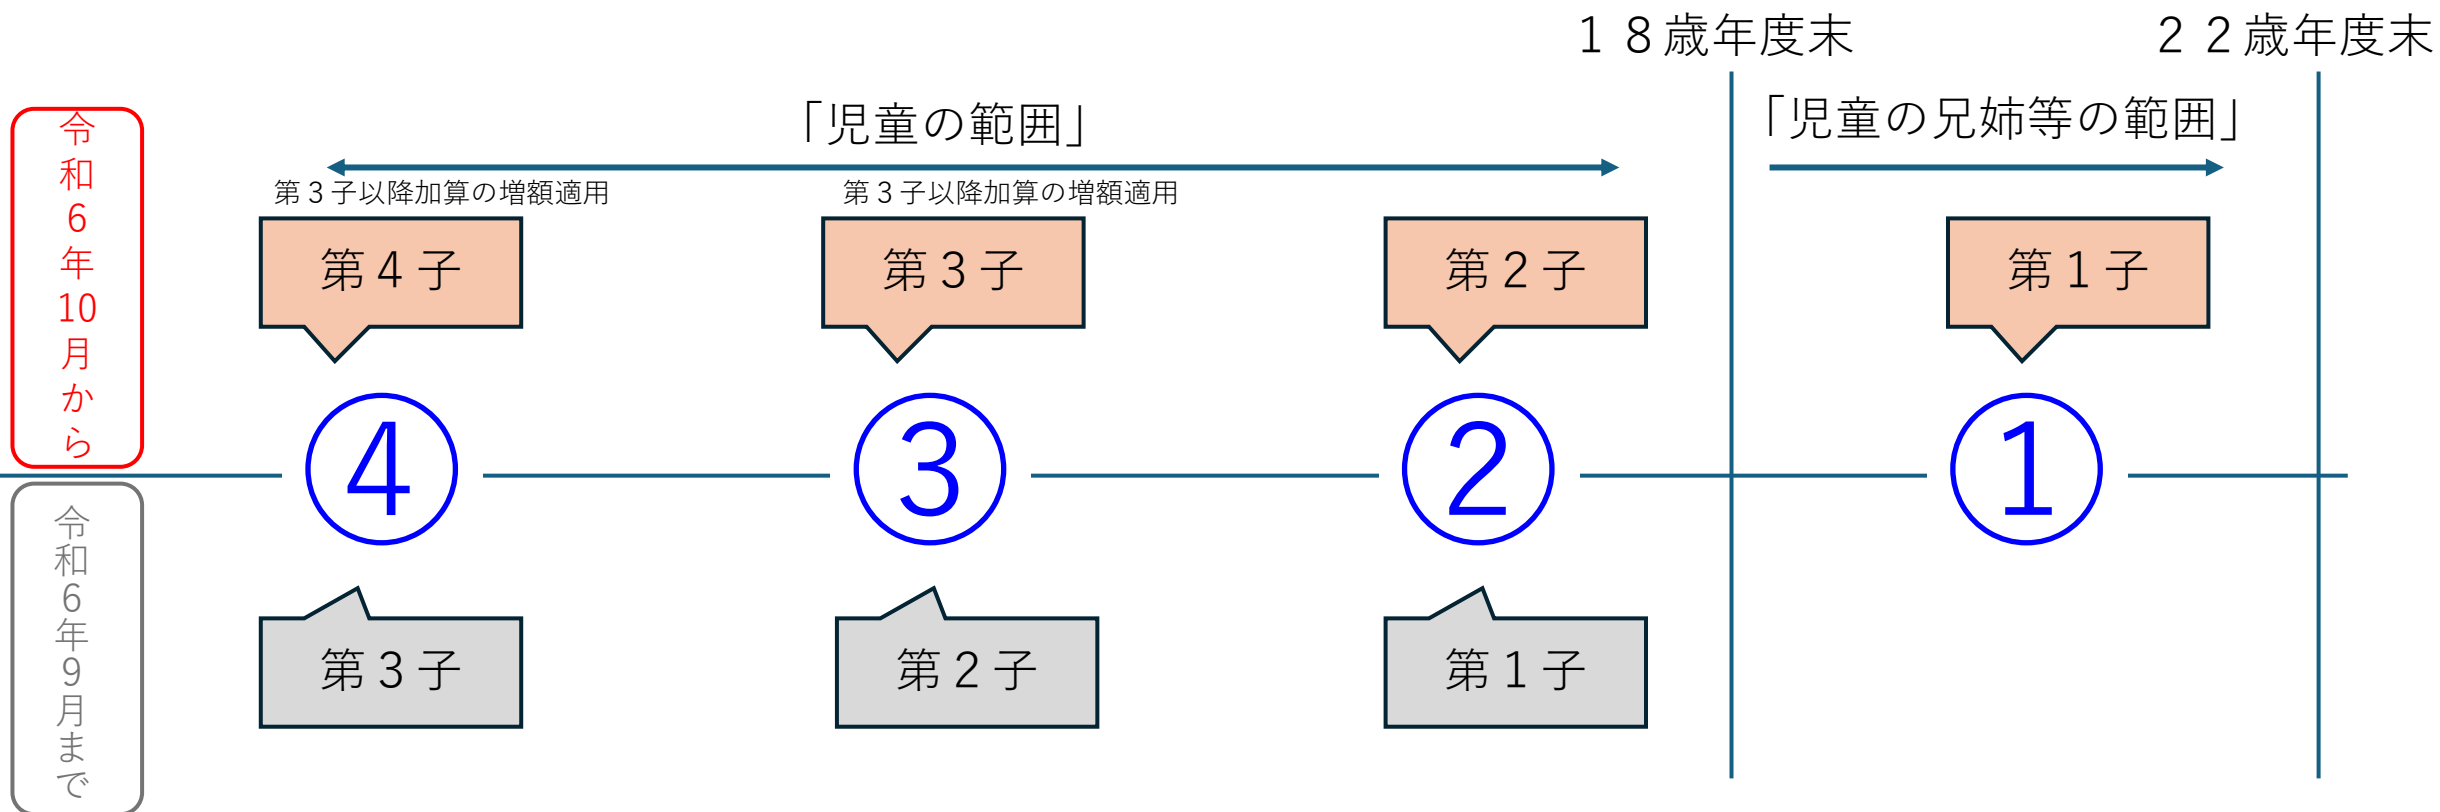 １８歳年度末
２２歳年度末
「児童の範囲」
「児童の兄姉等の範囲」
令和６年10月から
第３子以降加算の増額適用
第３子以降加算の増額適用
第４子
第３子
第２子
第１子
④
③
②
①
令和６年９月まで
第３子
第２子
第１子